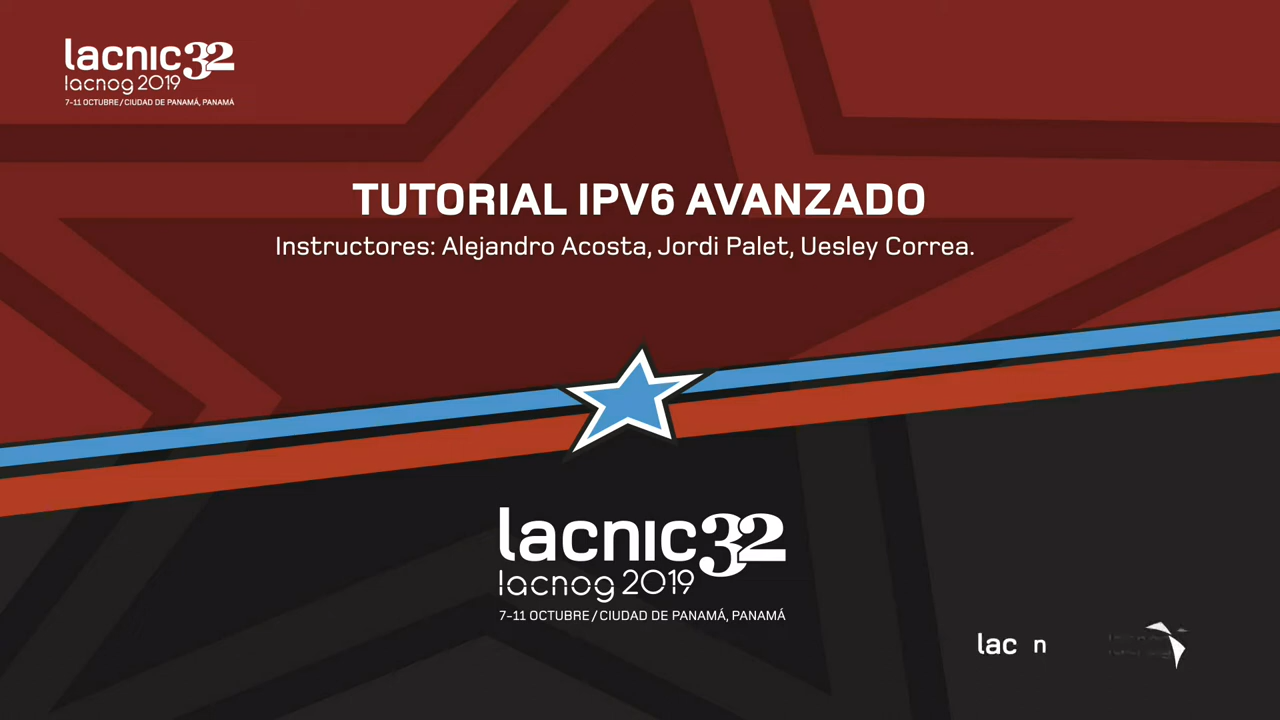 lacnic32
lacnog 2019
7-11 OCTUBRE / CIUDAD DE PANAMÁ, PANAMÁ
TUTORIAL IPV6 AVANZADO
Instructores: Alejandro Acosta, Jordi Palet, Uesley Correa.
lacnic32
lacnog 2019
7-11 OCTUBRE / CIUDAD DE PANAMÁ, PANAMÁ
lac n